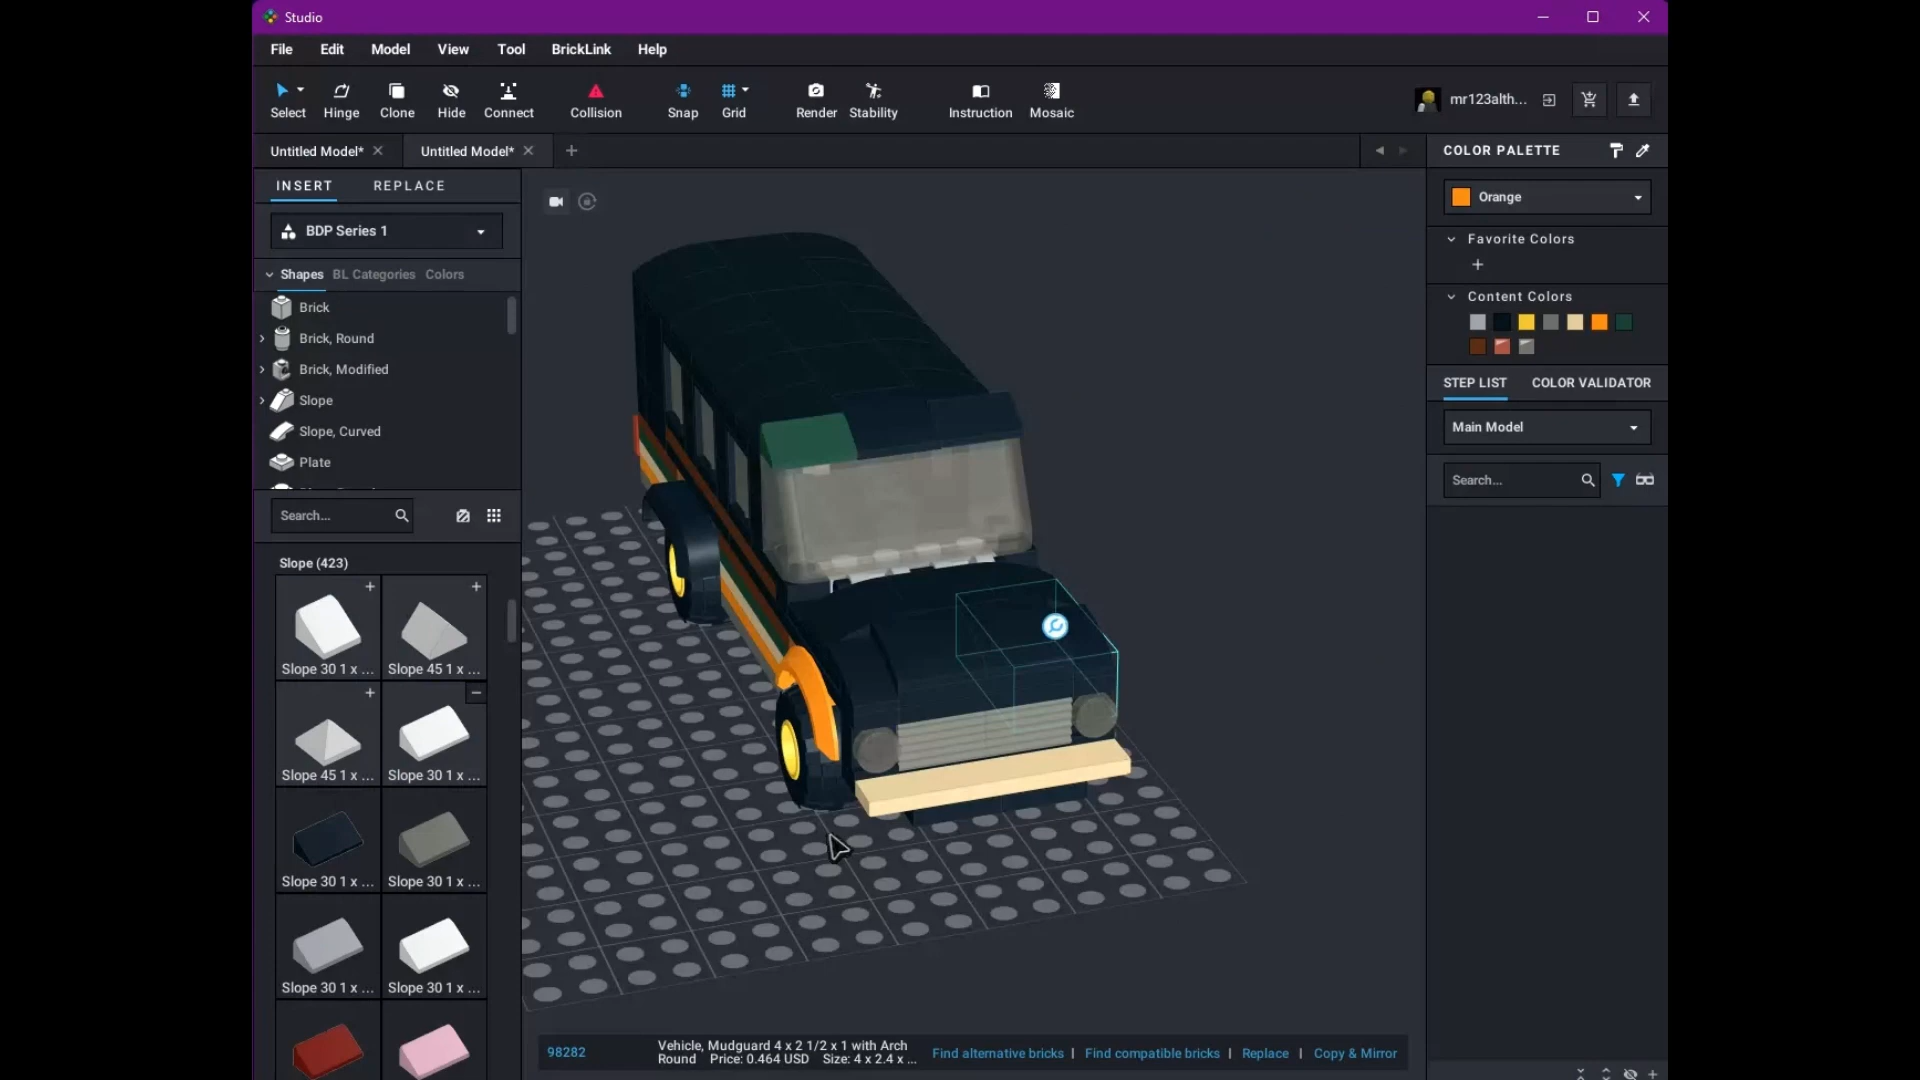 Studio
File Edit Model View Tool BrickLink Help
Select Hinge Clone Hide Connect Collision Snap Grid Render Stability Instruction Mosaic
mr123alth...
Untitled Model* Untitled Model*
COLOR PALETTE
INSERT REPLACE
Orange
BDP Series 1
Favorite Colors
Shapes BL Categories Colors
Content Colors
Brick
Brick, Round
Brick, Modified
Slope
Slope, Curved
Plate
STEP LIST COLOR VALIDATOR
Main Model
Search...
Search...
Slope (423)
Slope 30 1 x ... Slope 45 1 x ...
Slope 45 1 x ... Slope 30 1 x ...
Slope 30 1 x ... Slope 30 1 x ...
Slope 30 1 x ... Slope 30 1 x ...
98282
Vehicle, Mudguard 4 x 2 1/2 x 1 with Arch
Round Price: 0.464 USD Size: 4 x 2.4 x ...
Find alternative bricks | Find compatible bricks | Replace | Copy & Mirror